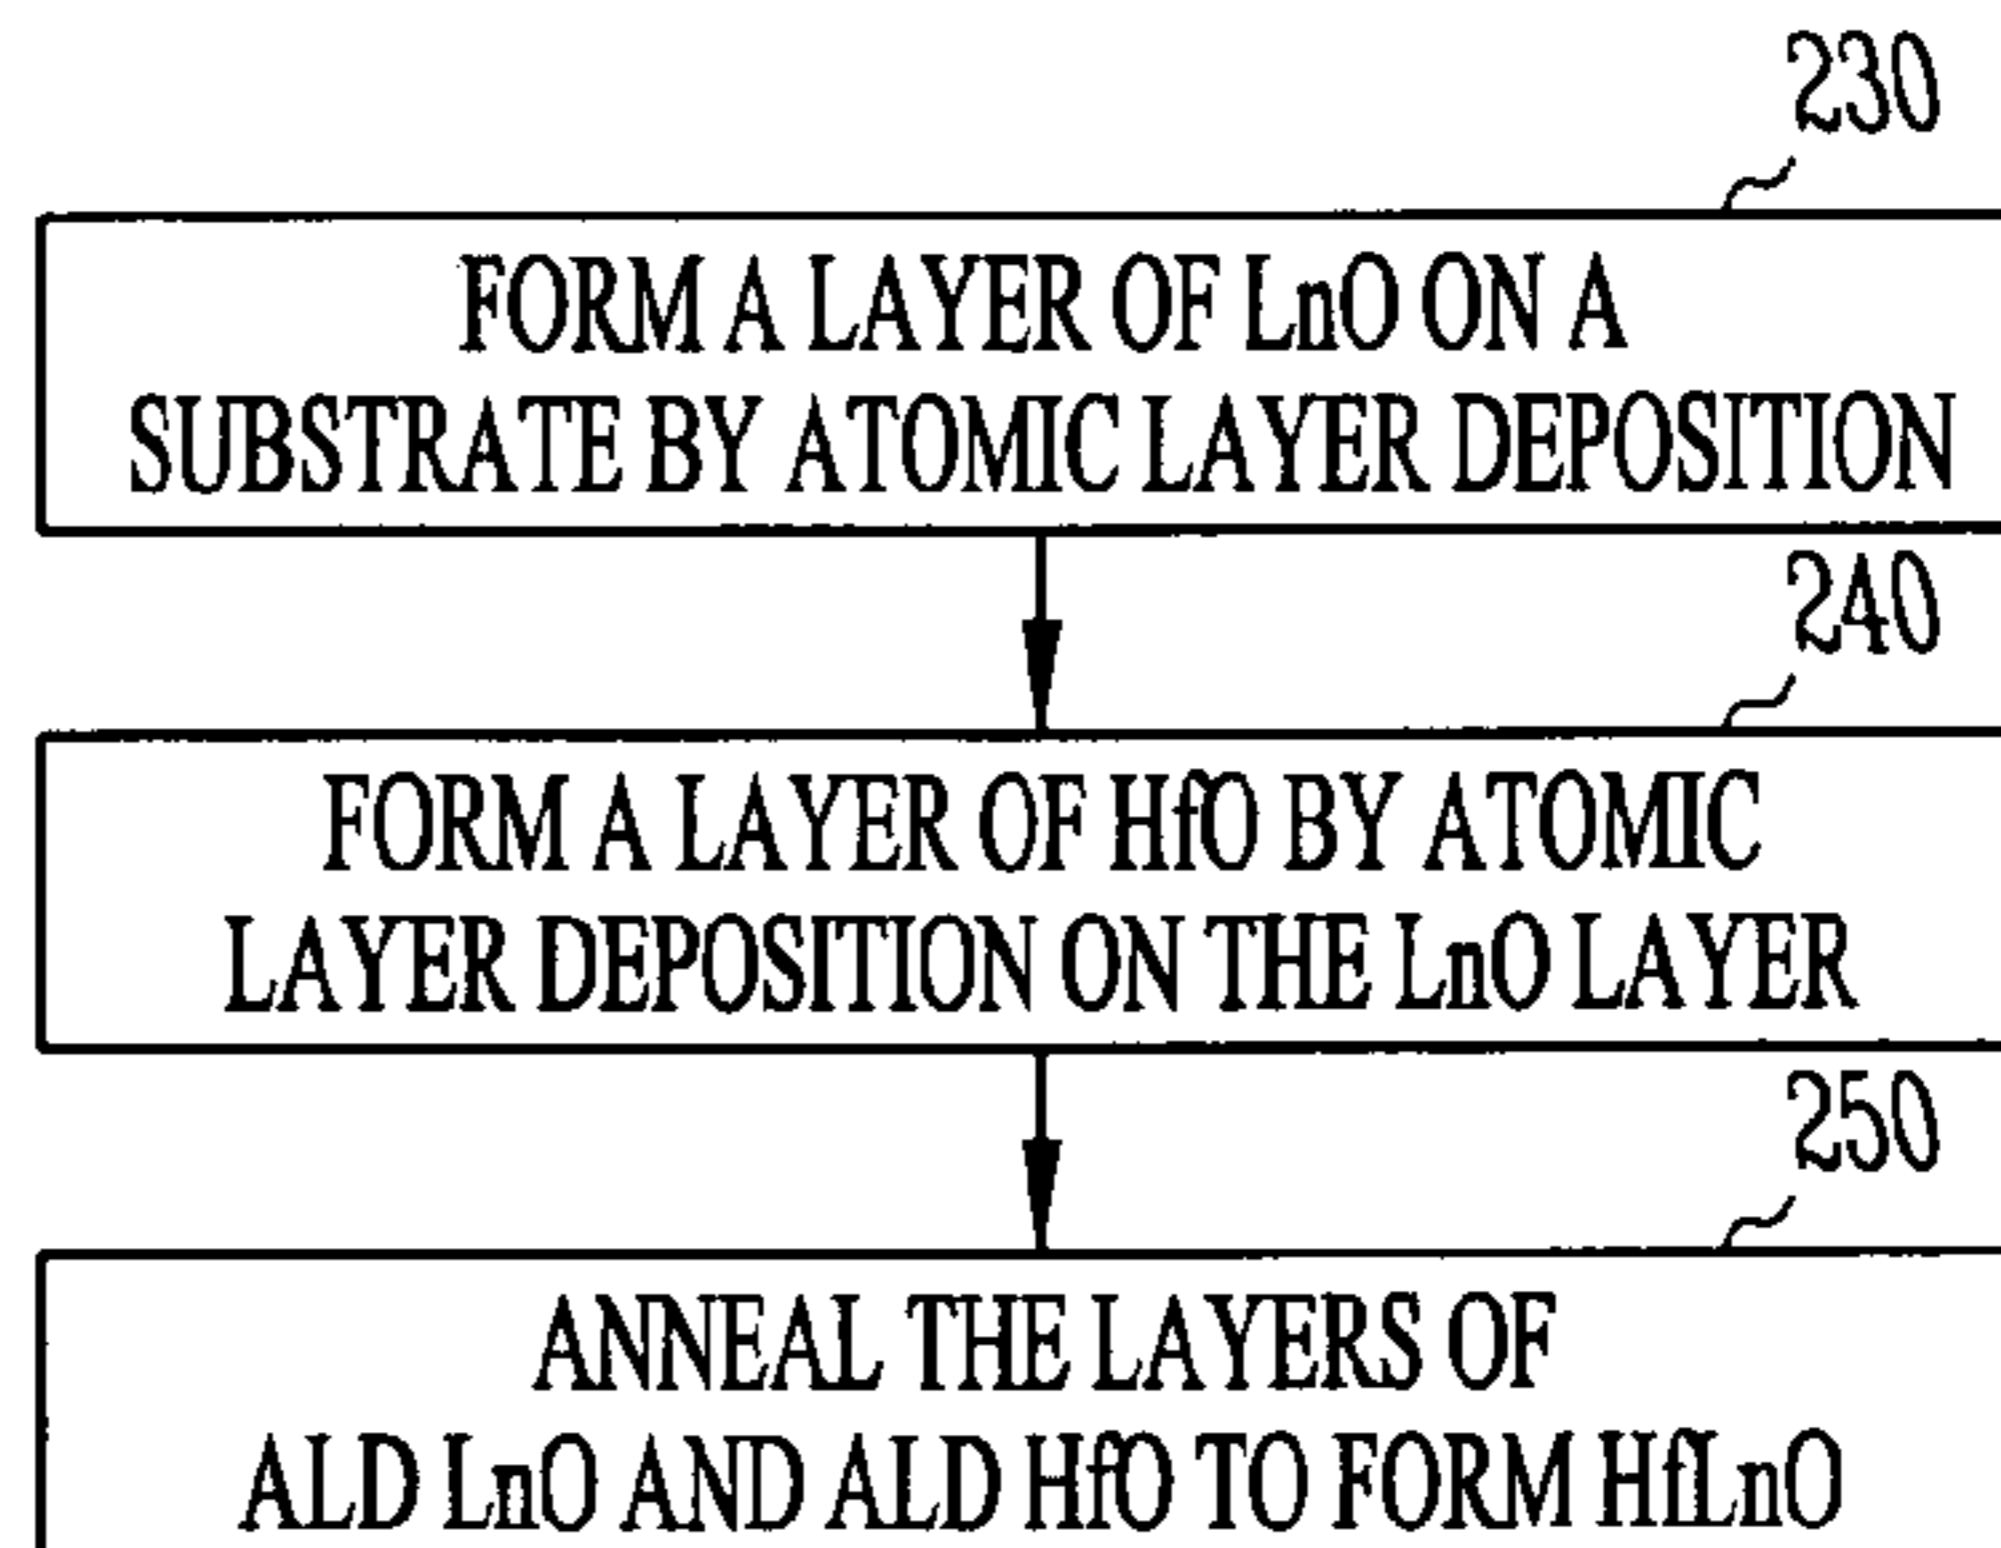 230
FORM A LAYER OF LnO ON A
SUBSTRATE BY ATOMIC LAYER DEPOSITION
240
FORM A LAYER OF HfO BY ATOMIC
LAYER DEPOSITION ON THE LnO LAYER
250
ANNEAL THE LAYERS OF
ALD LnO AND ALD HfO TO FORM HfLnO